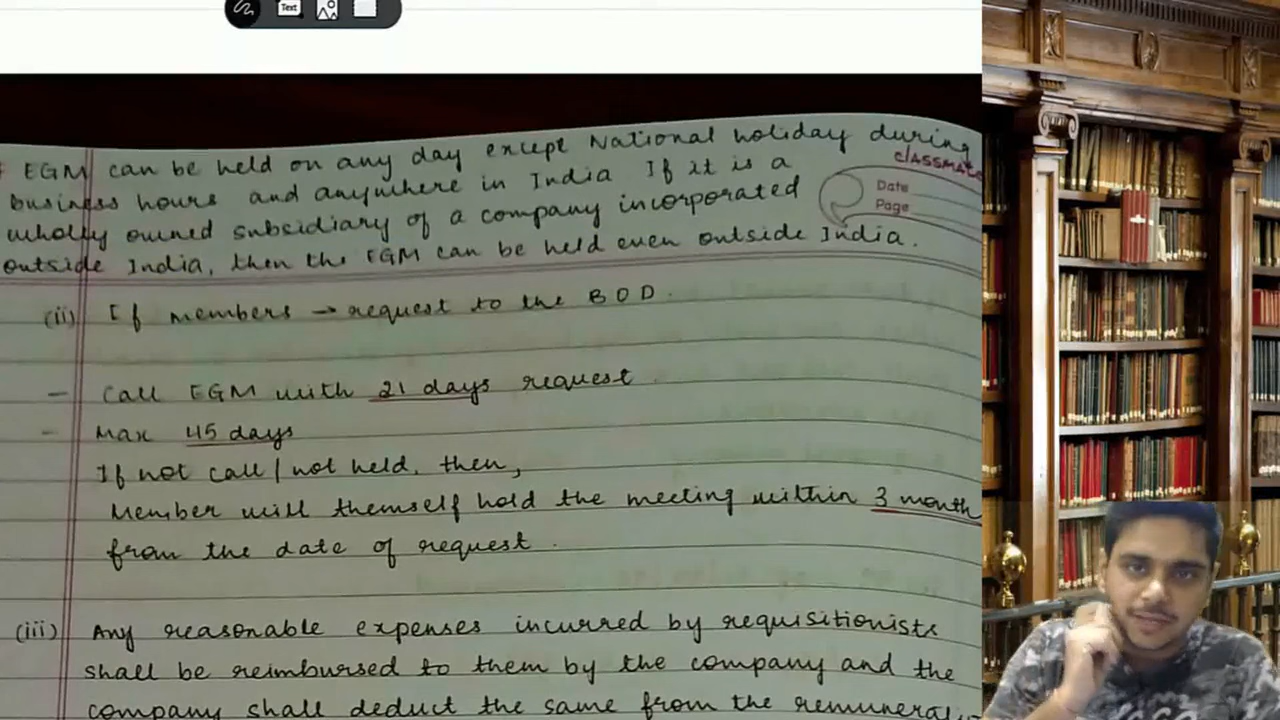 Text
EGM can be held on any day except National holiday during
classmate
Date
Page
business hours and anywhere in India If it is a
wholly owned subsidiary of a company incorporated
outside India, then the EGM can be held even outside India.
(ii) If members → request to the BOD.
- Call EGM with 21 days request.
- Max 45 days
If not call / not held, then,
Member will themself hold the meeting within 3 month
from the date of request.
(iii) Any reasonable expenses incurred by requisitionists
shall be reimbursed to them by the company and the
company shall deduct the same from the